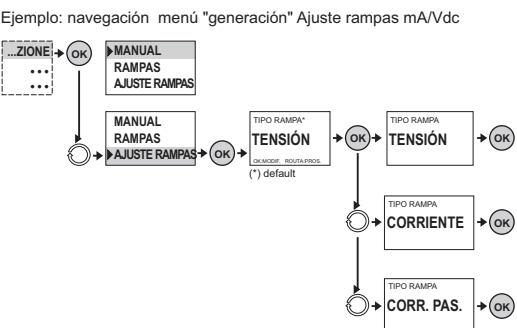 Ejemplo: navegación menú "generación" Ajuste rampas mA/Vdc
...ZIONE
•••
•••
OK
MANUAL
RAMPAS
AJUSTE RAMPAS
MANUAL
RAMPAS
AJUSTE RAMPAS
OK
TIPO RAMPA*
TENSIÓN
OK:MODIF. ROUTA:PROS.
(*) default
OK
TIPO RAMPA
TENSIÓN
OK
TIPO RAMPA
CORRIENTE
OK
TIPO RAMPA
CORR. PAS.
OK